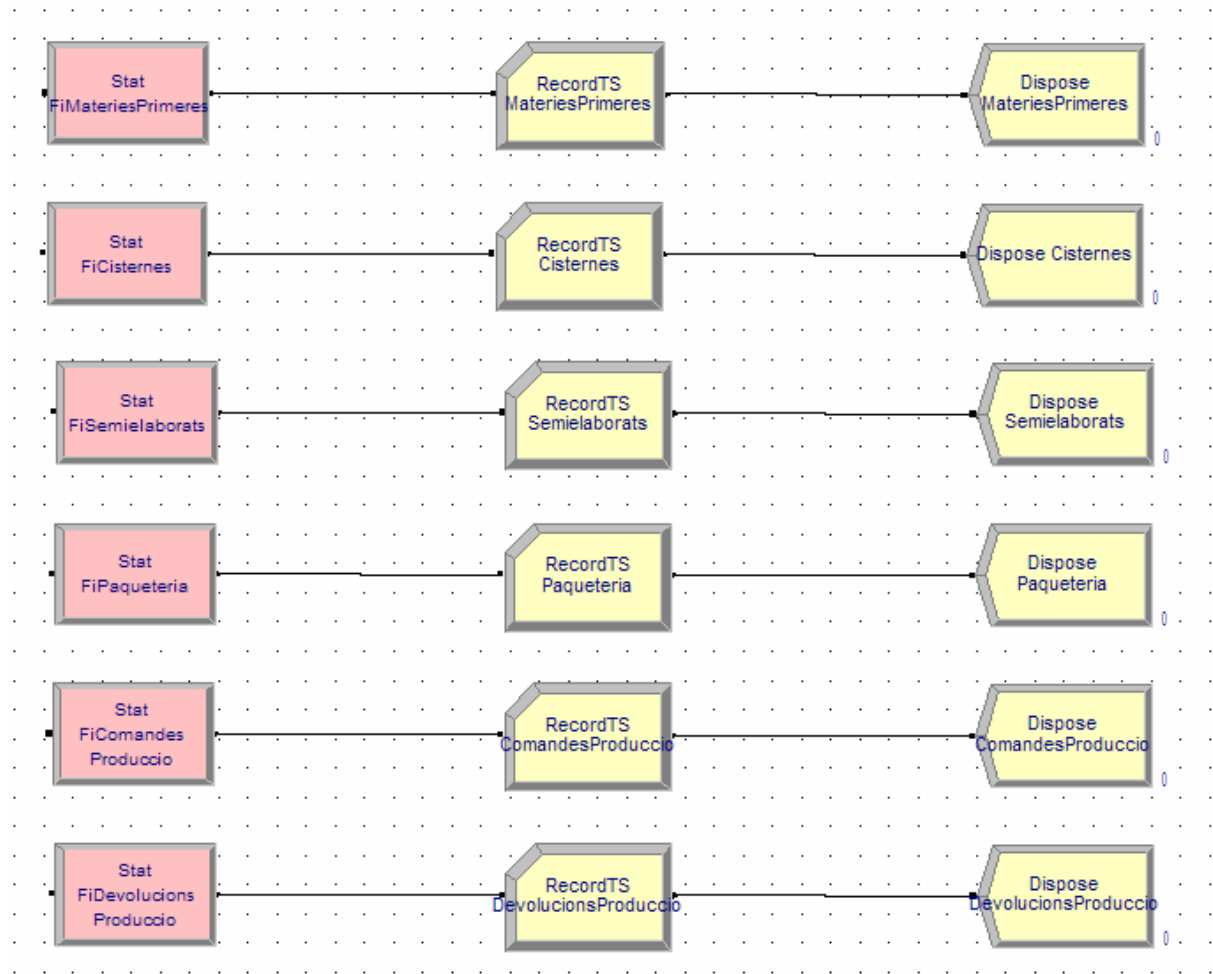 Stat
FiMateriesPrimeres
RecordTS
MateriesPrimeres
Dispose
MateriesPrimeres
0
Stat
FiCisternes
RecordTS
Cisternes
Dispose Cisternes
0
Stat
FiSemielaborats
RecordTS
Semielaborats
Dispose
Semielaborats
0
Stat
FiPaqueteria
RecordTS
Paqueteria
Dispose
Paqueteria
0
Stat
FiComandes
Produccio
RecordTS
ComandesProduccio
Dispose
ComandesProduccio
0
Stat
FiDevolucions
Produccio
RecordTS
DevolucionsProduccio
Dispose
DevolucionsProduccio
0